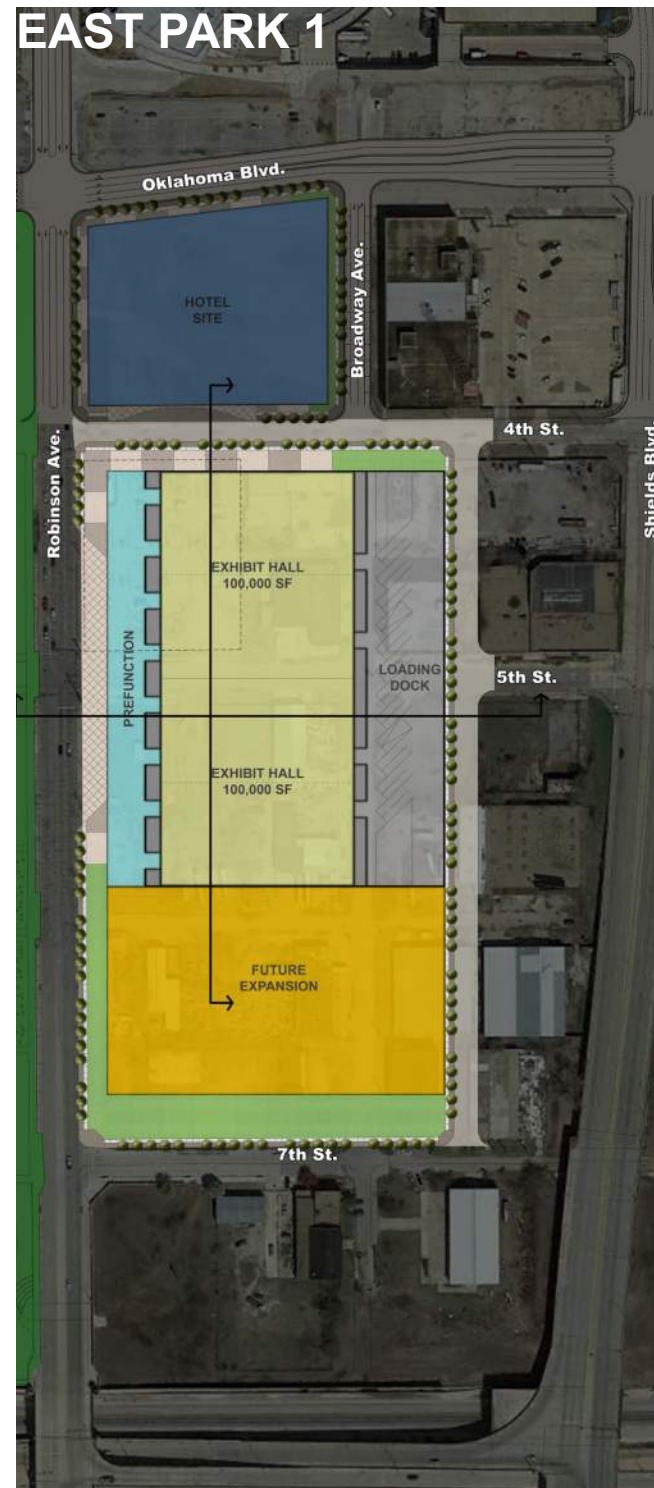 EAST PARK 1
Oklahoma Blvd.
HOTEL
SITE
Broadway Ave.
4th St.
Robinson Ave.
Shields Blvd.
EXHIBIT HALL
100,000 SF
PREFUNCTION
LOADING
DOCK
5th St.
EXHIBIT HALL
100,000 SF
FUTURE
EXPANSION
7th St.